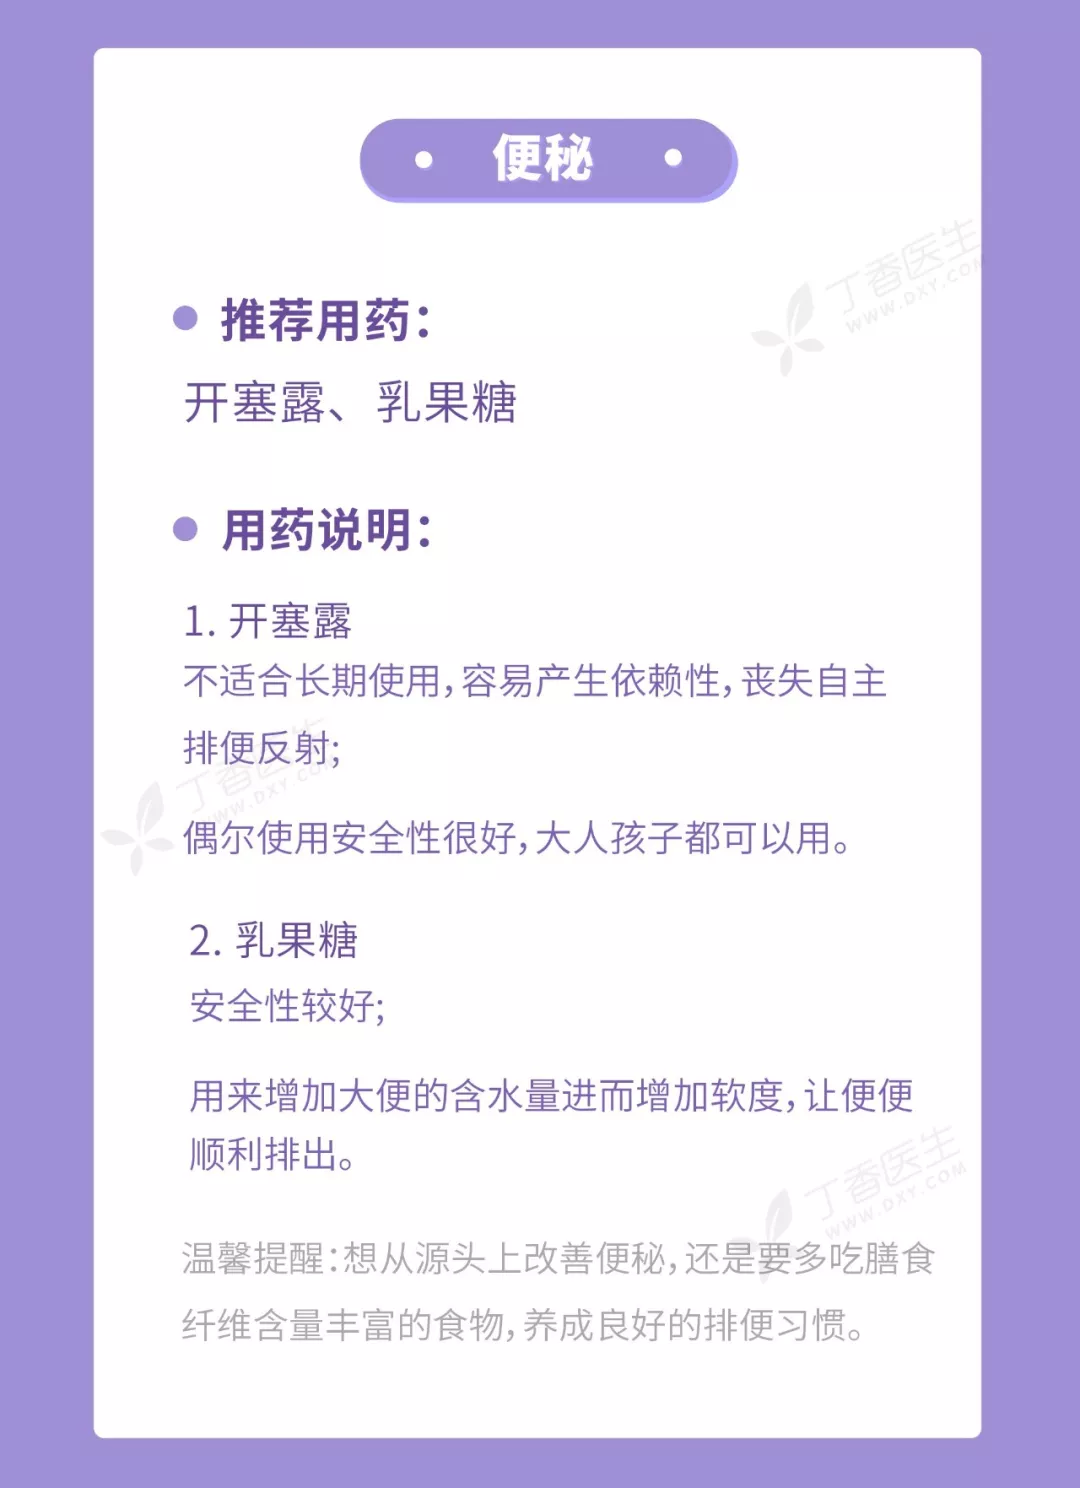 便秘
丁香医生
WWW.DXY.COM
推荐用药：
开塞露、乳果糖
用药说明：
1. 开塞露
不适合长期使用，容易产生依赖性，丧失自主
排便反射；
丁香医生
WWW.DXY.COM
偶尔使用安全性很好，大人孩子都可以用。
2. 乳果糖
安全性较好；
用来增加大便的含水量进而增加软度，让便便
顺利排出。
丁香医生
WWW.DXY.COM
温馨提醒：想从源头上改善便秘，还是要多吃膳食
纤维含量丰富的食物，养成良好的排便习惯。